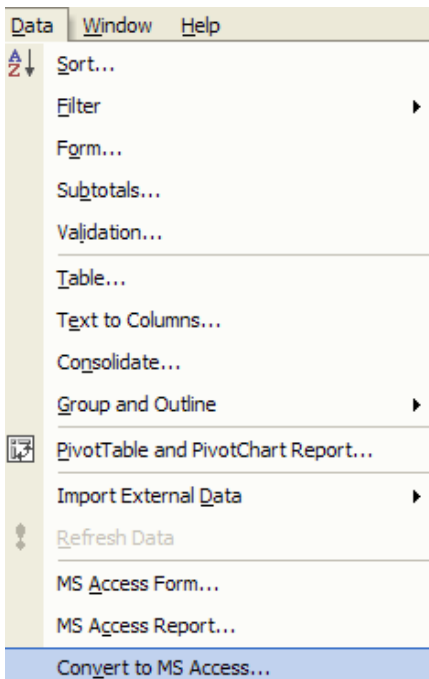 Data Window Help
Sort...
Filter
Form...
Subtotals...
Validation...
Table...
Text to Columns...
Consolidate...
Group and Outline
PivotTable and PivotChart Report...
Import External Data
Refresh Data
MS Access Form...
MS Access Report...
Convert to MS Access...